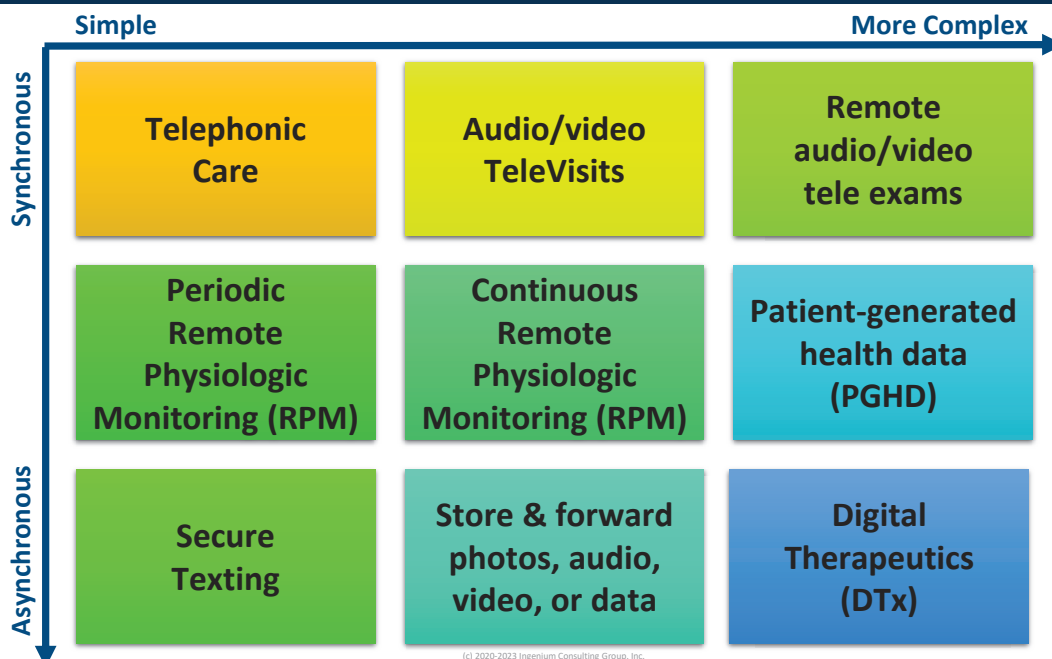 Simple
More Complex
Synchronous
Telephonic
Care
Audio/video
TeleVisits
Remote
audio/video
tele exams
Periodic
Remote
Physiologic
Monitoring (RPM)
Continuous
Remote
Physiologic
Monitoring (RPM)
Patient-generated
health data
(PGHD)
Asynchronous
Secure
Texting
Store & forward
photos, audio,
video, or data
Digital
Therapeutics
(DTx)
(c) 2020-2023 Ingenium Consulting Group, Inc.